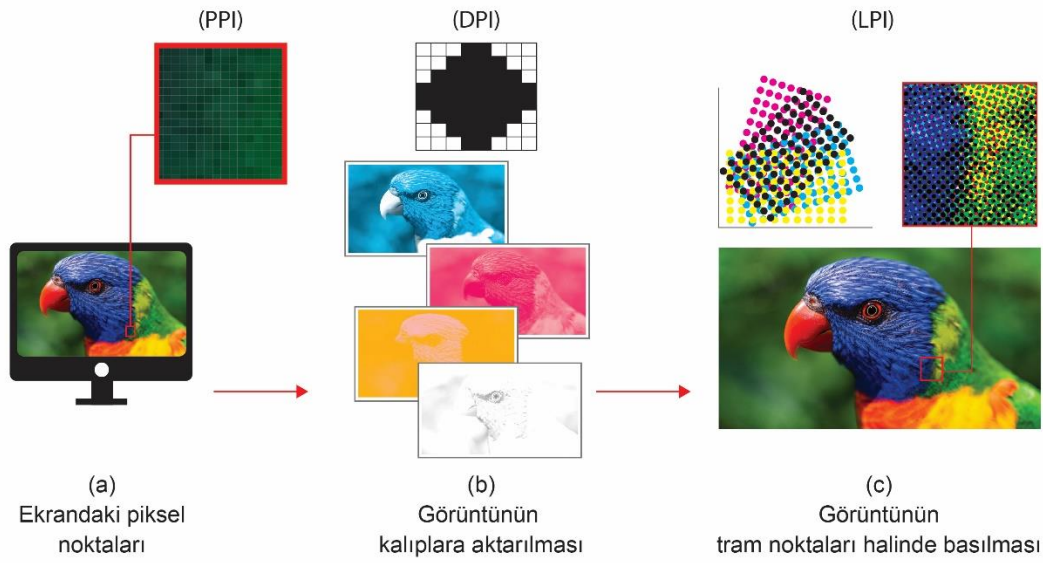 (PPI)
(DPI)
(LPI)
(a)
Ekrandaki piksel
noktaları
(b)
Görüntünün
kalıplara aktarılması
(c)
Görüntünün
tram noktaları halinde basılması